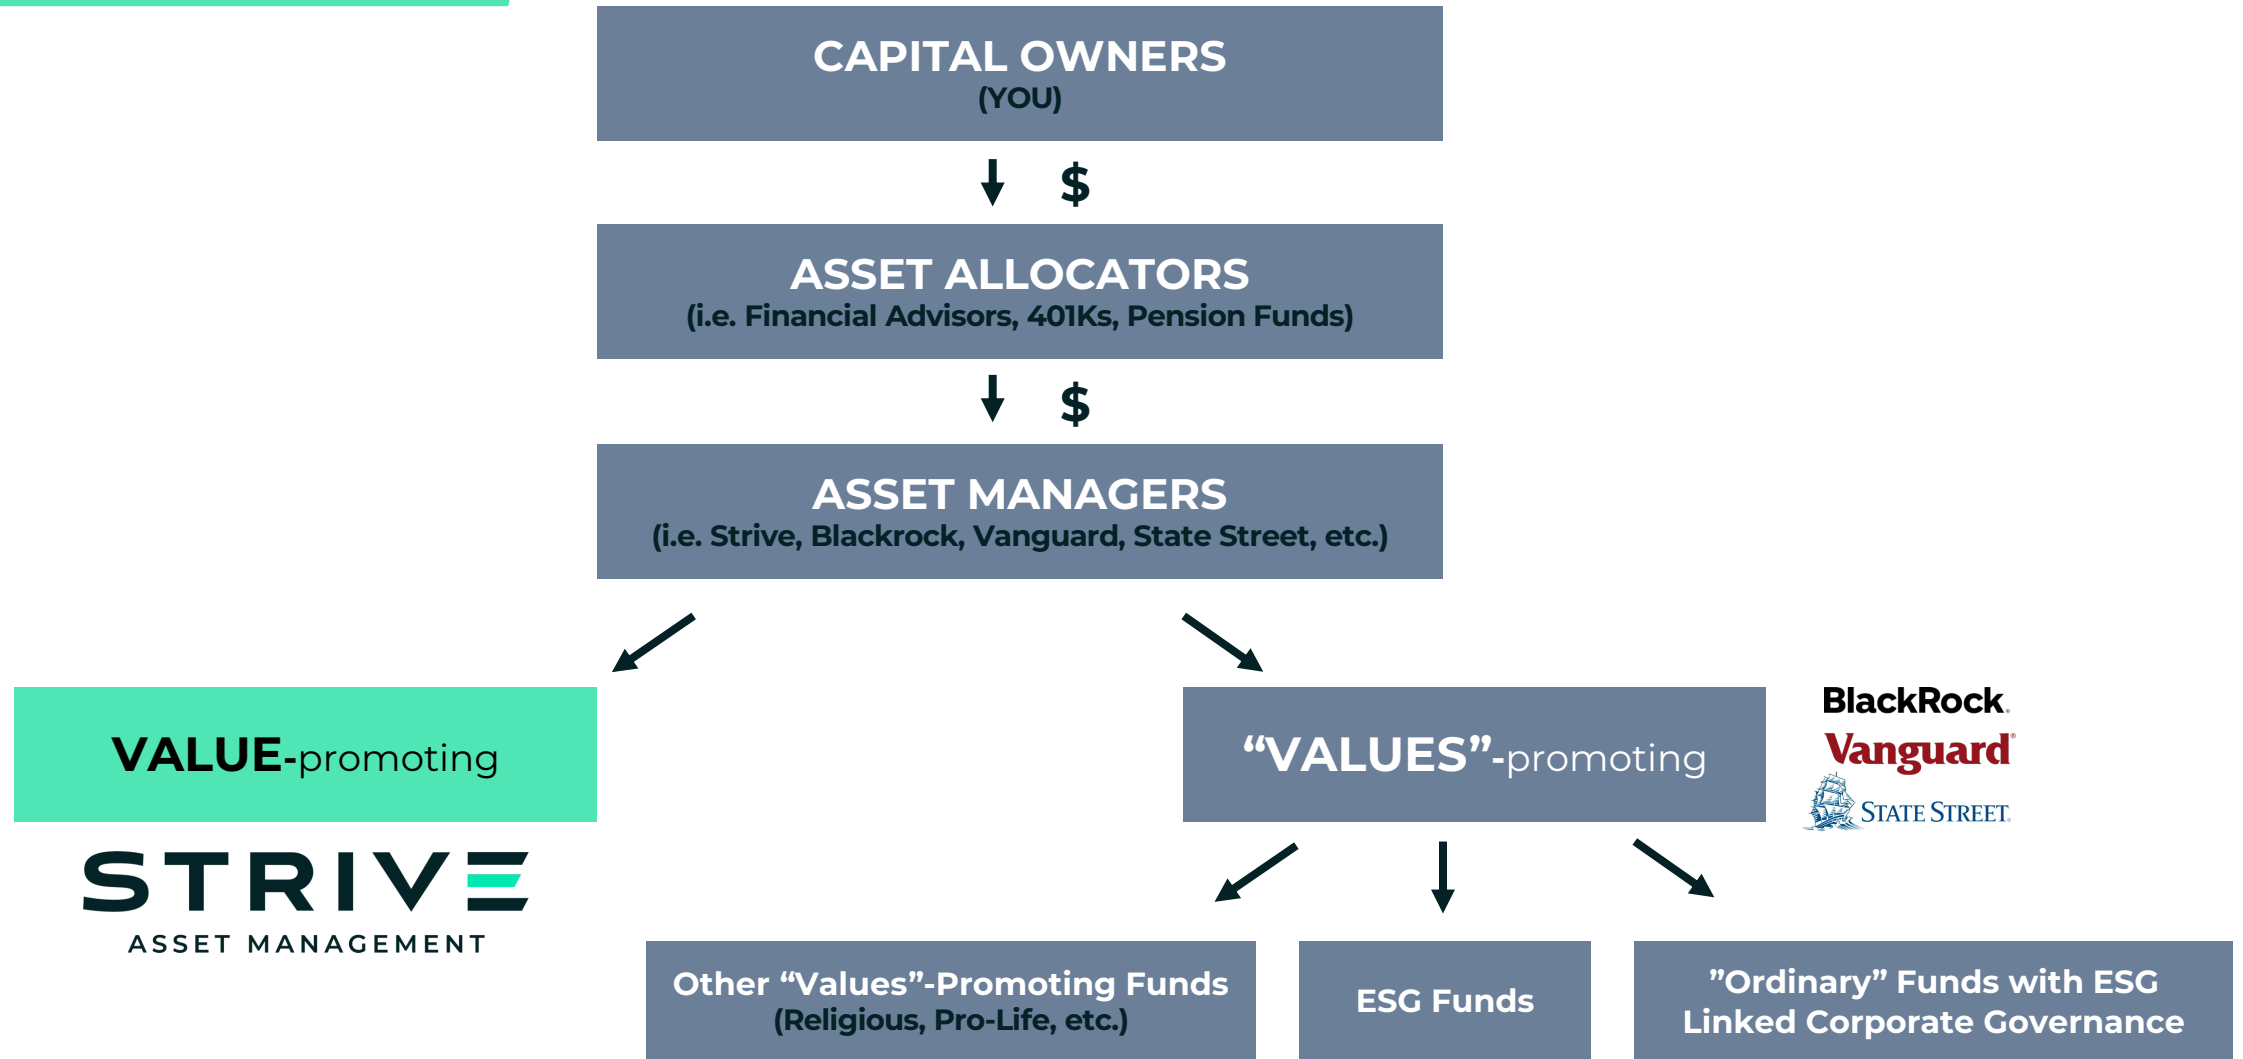 CAPITAL OWNERS
(YOU)
$
ASSET ALLOCATORS
(i.e. Financial Advisors, 401Ks, Pension Funds)
$
ASSET MANAGERS
(i.e. Strive, Blackrock, Vanguard, State Street, etc.)
VALUE-promoting
STRIVE
ASSET MANAGEMENT
“VALUES”-promoting
BlackRock.
Vanguard®
STATE STREET.
Other “Values”-Promoting Funds
(Religious, Pro-Life, etc.)
ESG Funds
”Ordinary” Funds with ESG
Linked Corporate Governance